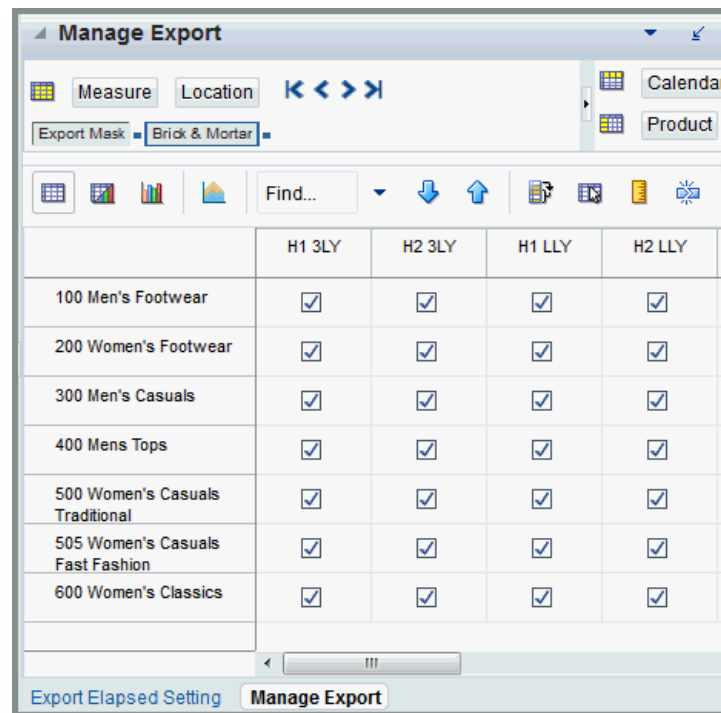 Manage Export
Measure Location Calendar
Export Mask Brick & Mortar Product
Find...
H1 3LY H2 3LY H1 LLY H2 LLY
100 Men's Footwear
200 Women's Footwear
300 Men's Casuals
400 Mens Tops
500 Women's Casuals
Traditional
505 Women's Casuals
Fast Fashion
600 Women's Classics
Export Elapsed Setting Manage Export